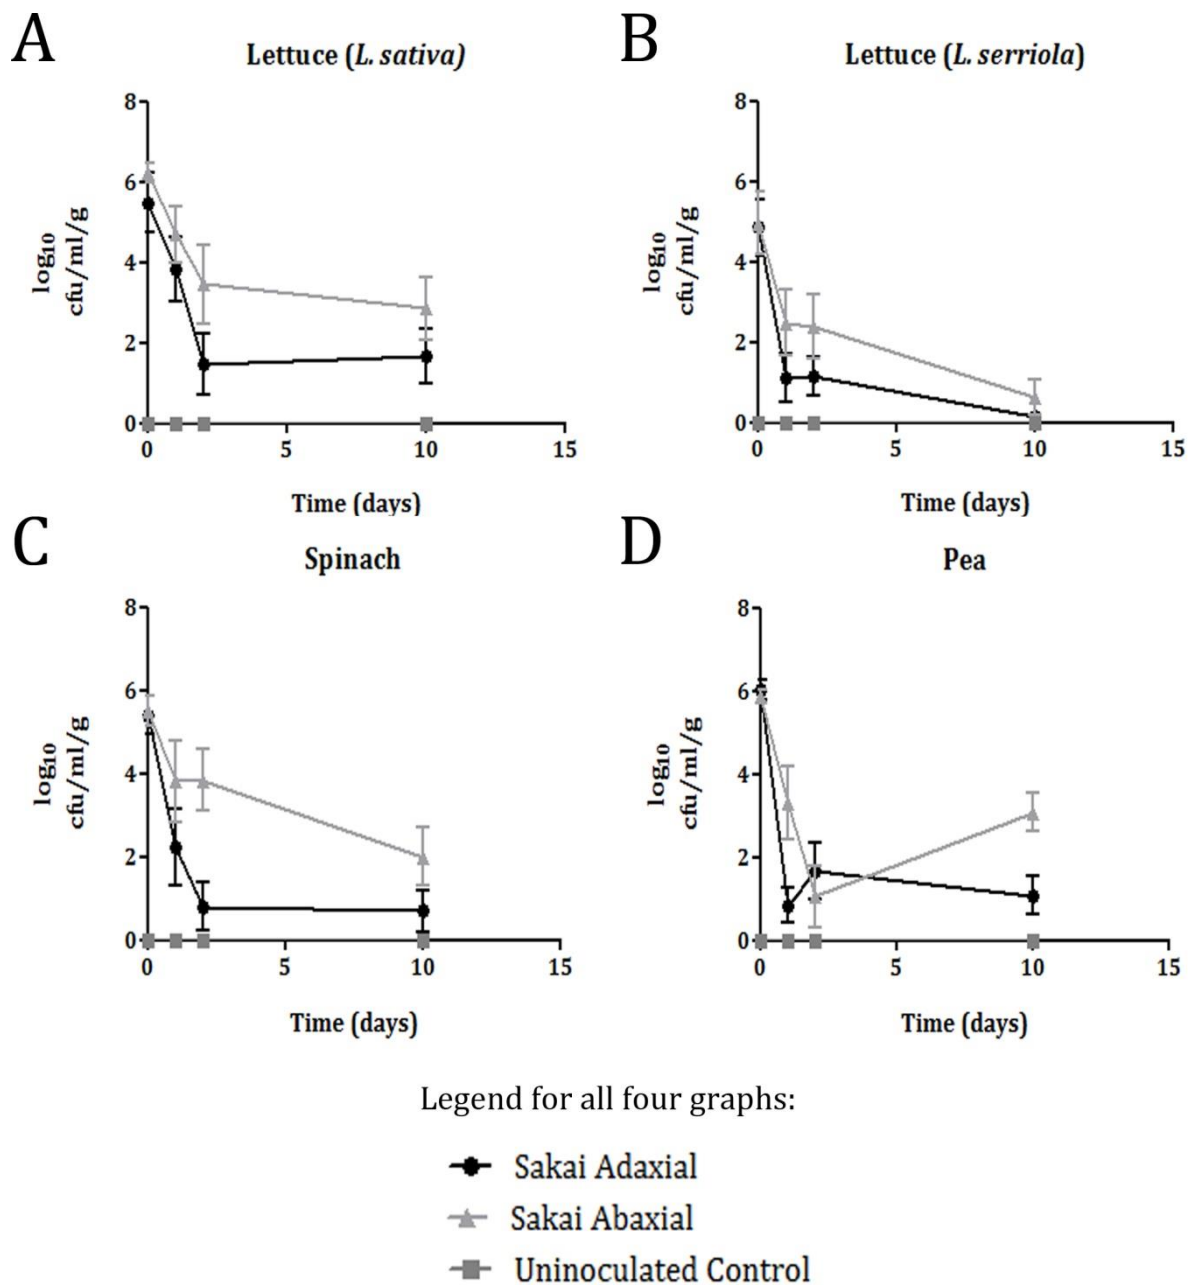 A
Lettuce (L. sativa)
log₁₀
cfu/ml/g
8
6
4
2
0
0 5 10 15
Time (days)
B
Lettuce (L. serriola)
log₁₀
cfu/ml/g
8
6
4
2
0
0 5 10 15
Time (days)
C
Spinach
log₁₀
cfu/ml/g
8
6
4
2
0
0 5 10 15
Time (days)
D
Pea
log₁₀
cfu/ml/g
8
6
4
2
0
0 5 10 15
Time (days)
Legend for all four graphs:
Sakai Adaxial
Sakai Abaxial
Uninoculated Control